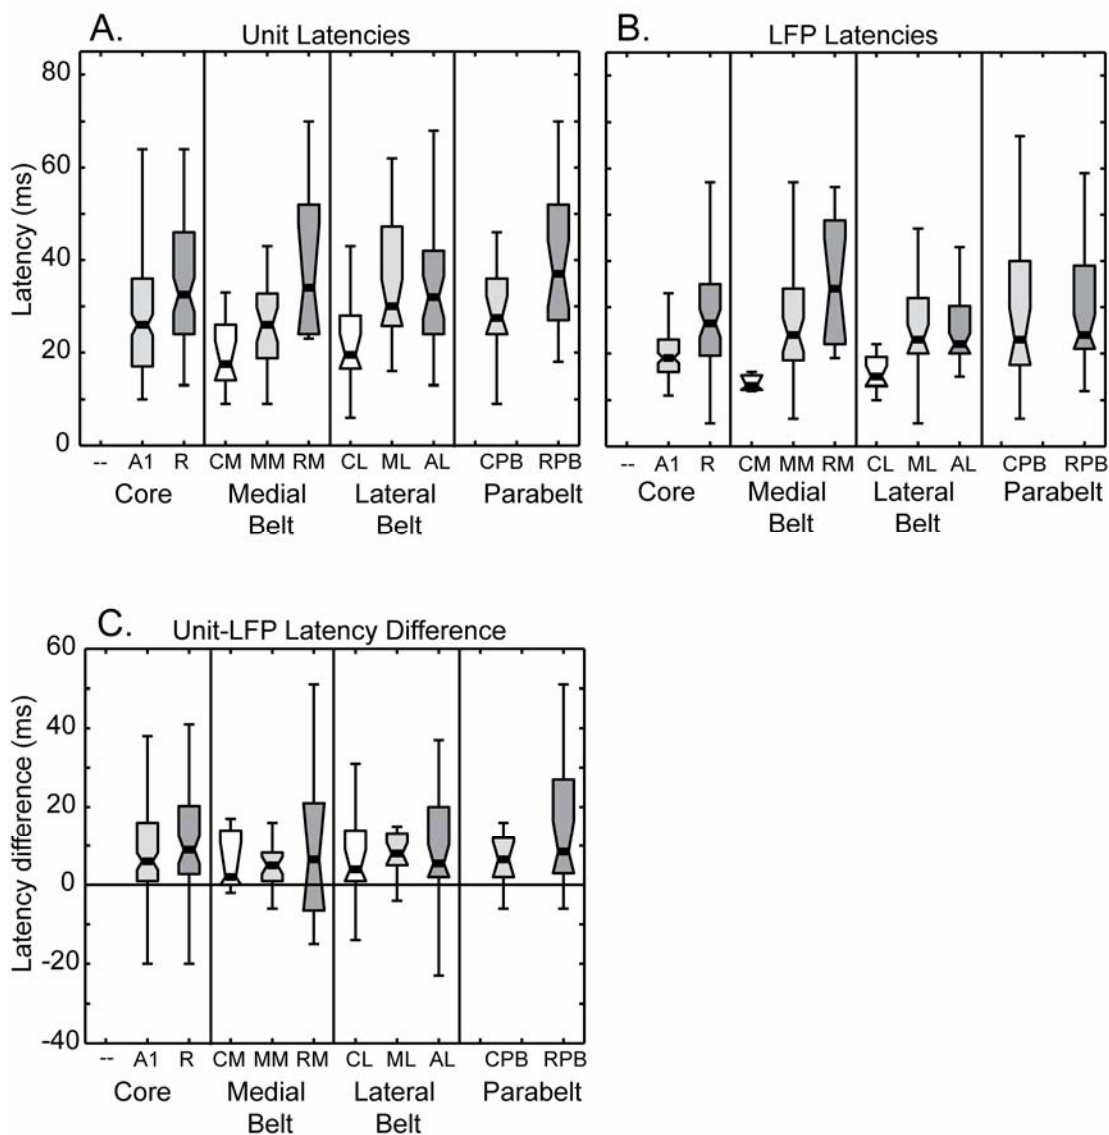 A.
Unit Latencies
80
60
40
20
0
Latency (ms)
-- A1 R CM MM RM CL ML AL CPB RPB
Core Medial Lateral Parabelt
Belt Belt
B.
LFP Latencies
-- A1 R CM MM RM CL ML AL CPB RPB
Core Medial Lateral Parabelt
Belt Belt
C.
Unit-LFP Latency Difference
60
40
20
0
-20
-40
Latency difference (ms)
-- A1 R CM MM RM CL ML AL CPB RPB
Core Medial Lateral Parabelt
Belt Belt